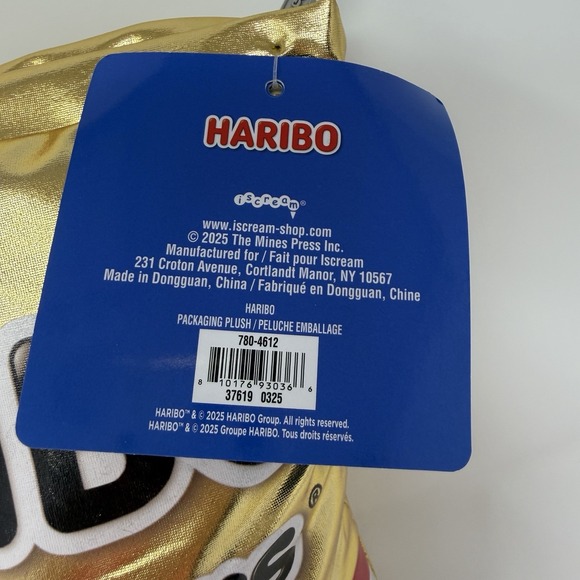 HARIBO
iscream®
www.iscream-shop.com
© 2025 The Mines Press Inc.
Manufactured for / Fait pour Iscream
231 Croton Avenue, Cortlandt Manor, NY 10567
Made in Dongguan, China / Fabriqué en Dongguan, Chine
HARIBO
PACKAGING PLUSH / PELUCHE EMBALLAGE
780-4612
8 10176 93036 6
37619 0325
HARIBO™ & © 2025 HARIBO Group. All rights reserved.
HARIBO™ & © 2025 Groupe HARIBO. Tous droits réservés.
®